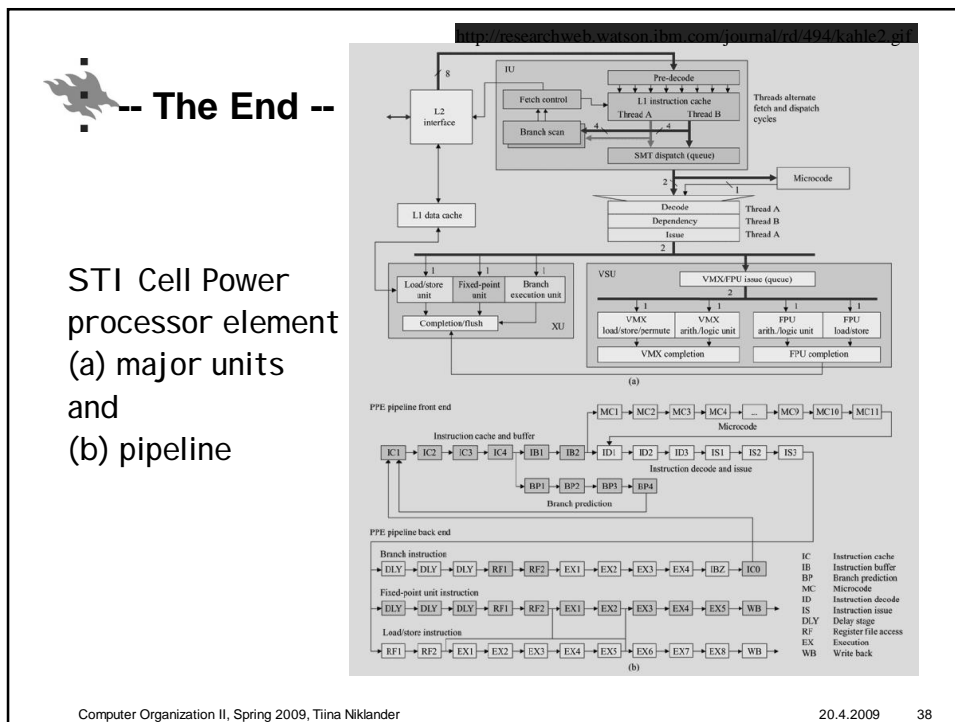 http://researchweb.watson.ibm.com/journal/rd/494/kahle2.gif
-- The End --
STI Cell Power
processor element
(a) major units
and
(b) pipeline
8
IU
Pre-decode
L2
interface
Fetch control
L1 instruction cache
Thread A Thread B
Threads alternate
fetch and dispatch
cycles
Branch scan
4 4
SMT dispatch (queue)
2
1
Microcode
L1 data cache
Decode Thread A
Dependency Thread B
Issue Thread A
2
XU
1 1 1
Load/store
unit
Fixed-point
unit
Branch
execution unit
Completion/flush
VSU
VMX/FPU issue (queue)
2
1 1 1 1
VMX
load/store/permute
VMX
arith./logic unit
FPU
arith./logic unit
FPU
load/store
VMX completion
FPU completion
(a)
PPE pipeline front end
MC1 MC2 MC3 MC4 ... MC9 MC10 MC11
Microcode
Instruction cache and buffer
IC1 IC2 IC3 IC4 IB1 IB2 ID1 ID2 ID3 IS1 IS2 IS3
Instruction decode and issue
BP1 BP2 BP3 BP4
Branch prediction
PPE pipeline back end
Branch instruction
DLY DLY DLY RF1 RF2 EX1 EX2 EX3 EX4 IBZ IC0
Fixed-point unit instruction
DLY DLY DLY RF1 RF2 EX1 EX2 EX3 EX4 EX5 WB
Load/store instruction
RF1 RF2 EX1 EX2 EX3 EX4 EX5 EX6 EX7 EX8 WB
(b)
IC Instruction cache
IB Instruction buffer
BP Branch prediction
MC Microcode
ID Instruction decode
IS Instruction issue
DLY Delay stage
RF Register file access
EX Execution
WB Write back
Computer Organization II, Spring 2009, Tiina Niklander
20.4.2009 38